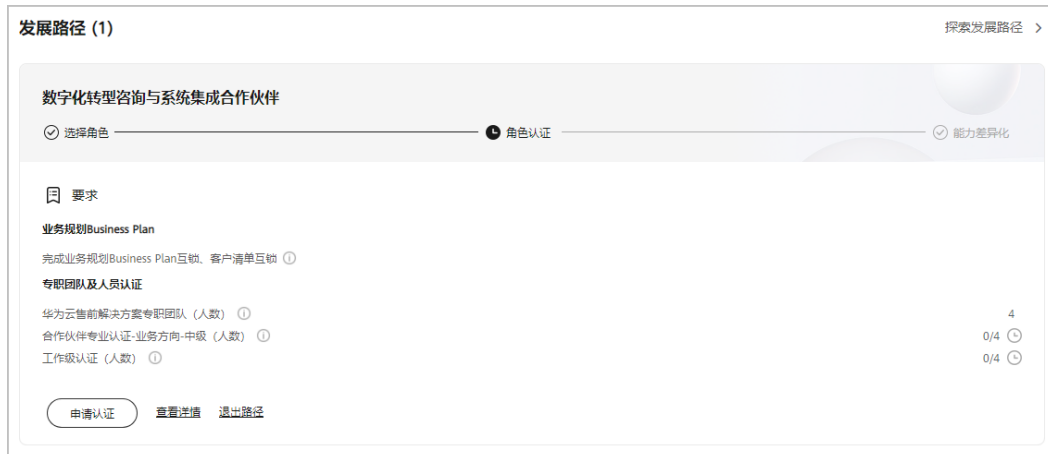 发展路径 (1)
探索发展路径
数字化转型咨询与系统集成合作伙伴
选择角色 角色认证 能力差异化
要求
业务规划Business Plan
完成业务规划Business Plan互锁、客户清单互锁
专职团队及人员认证
华为云售前解决方案专职团队（人数） 4
合作伙伴专业认证-业务方向-中级（人数） 0/4
工作级认证（人数） 0/4
申请认证 查看详情 退出路径